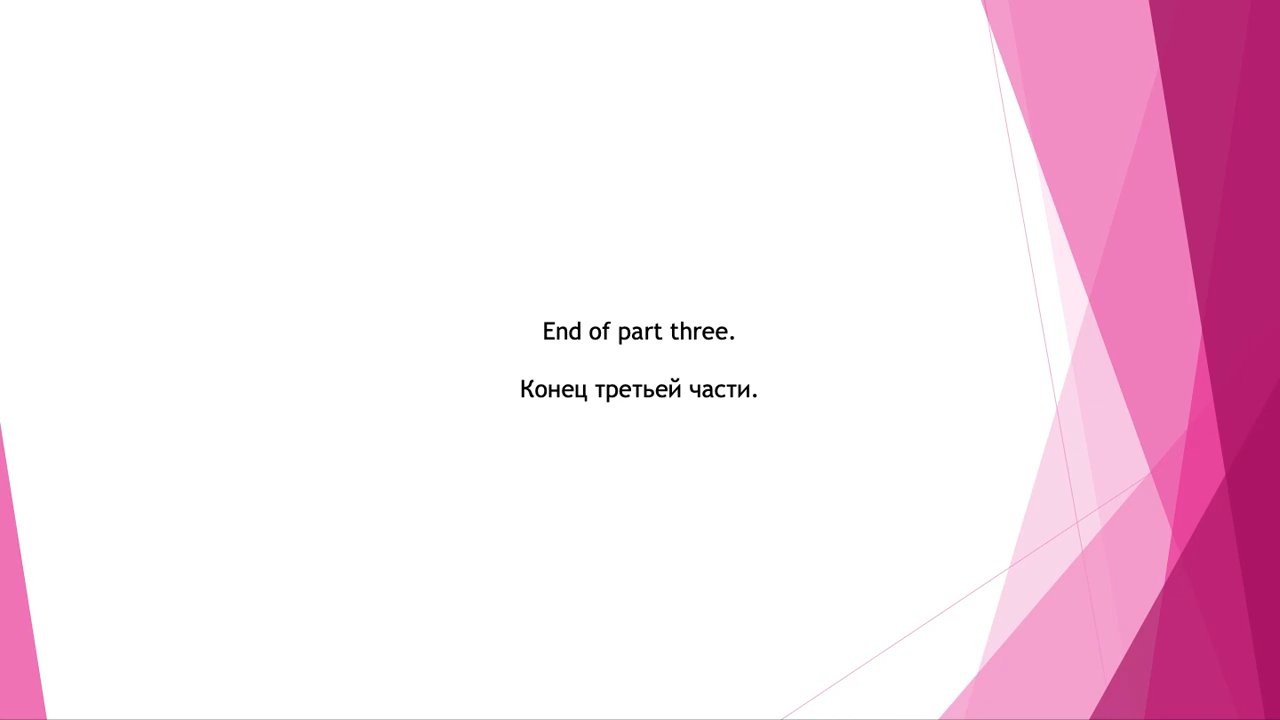 End of part three.
Конец третьей части.